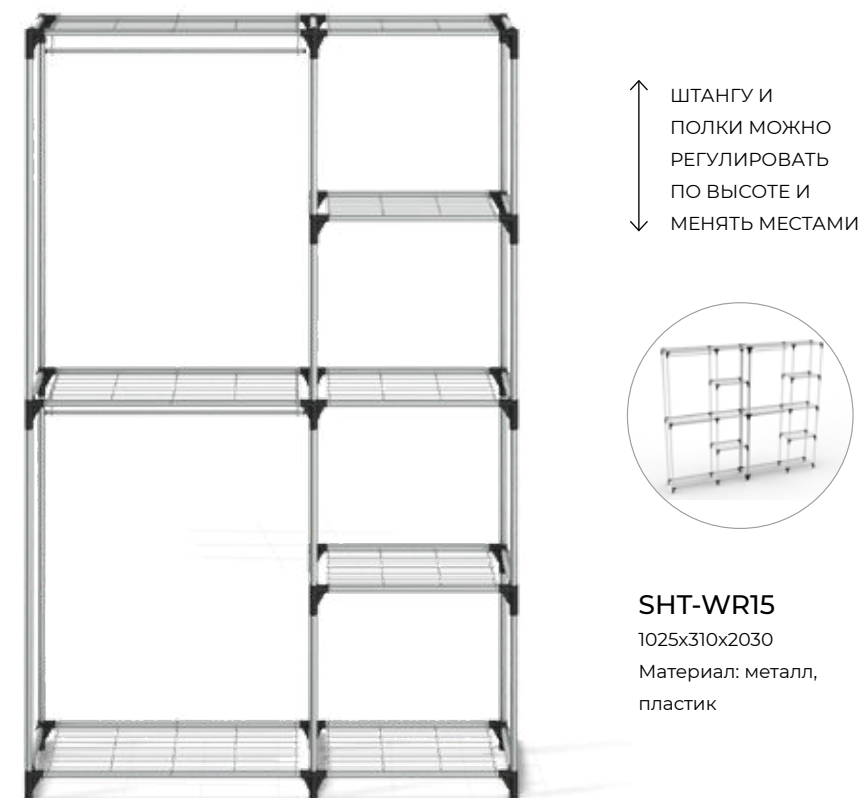 ШТАНГУ И
ПОЛКИ МОЖНО
РЕГУЛИРОВАТЬ
ПО ВЫСОТЕ И
МЕНЯТЬ МЕСТАМИ
SHT-WR15
1025x310x2030
Материал: металл,
пластик